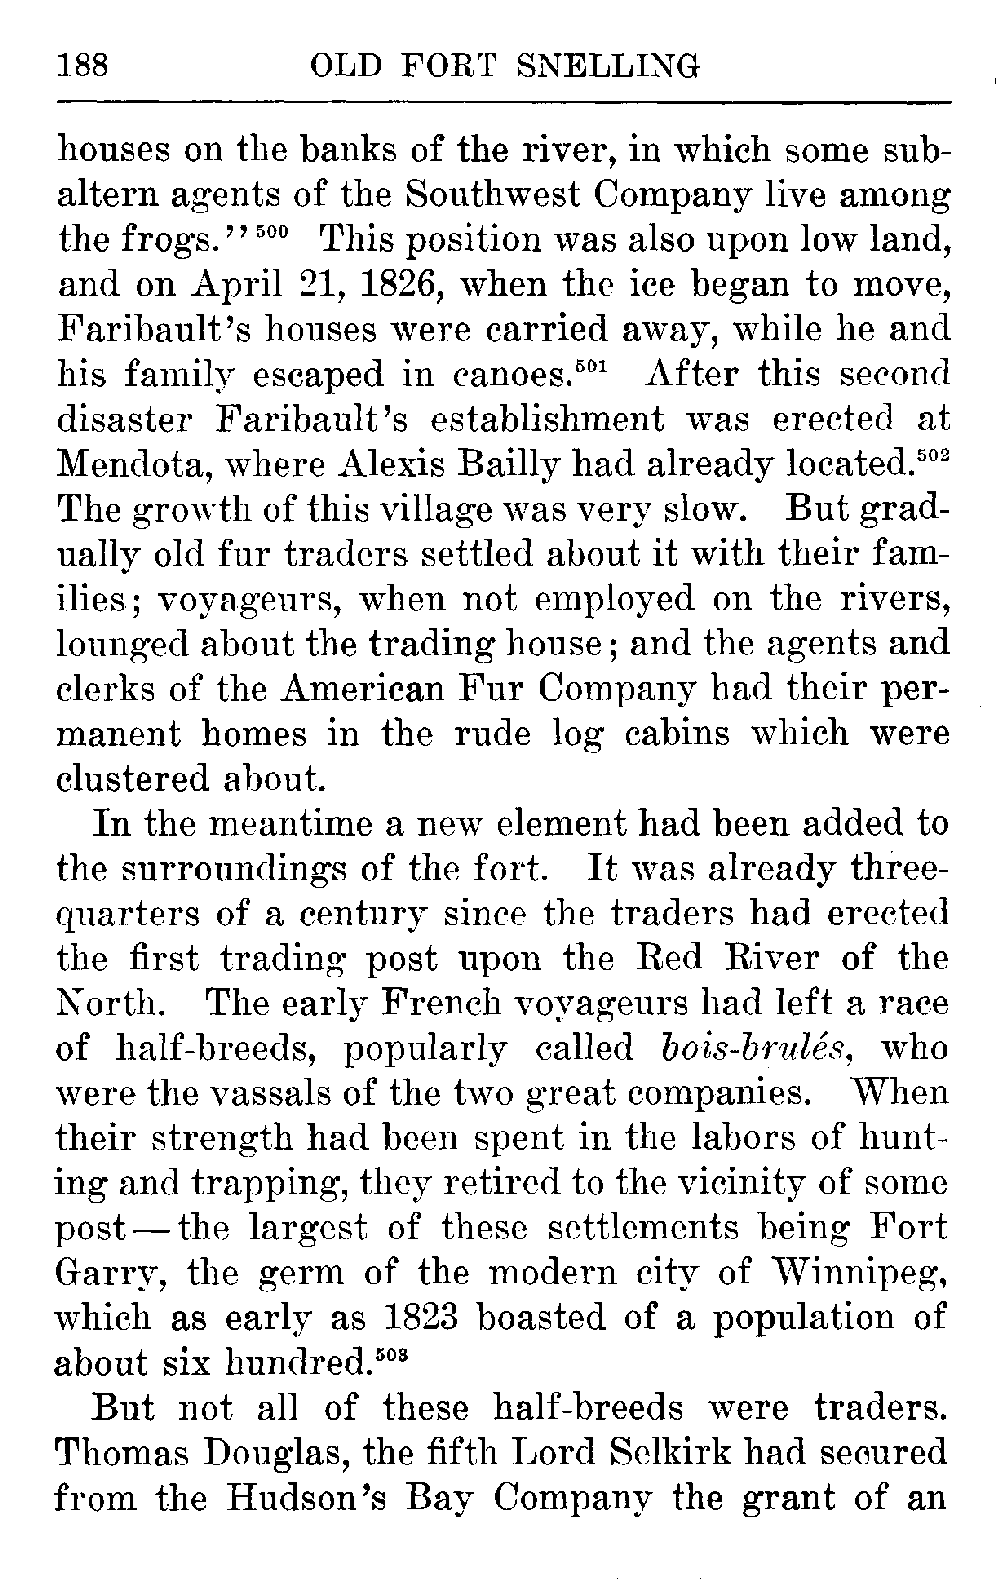 188 OLD FORT SNELLING
houses on the banks of the river, in which some sub-
altern agents of the Southwest Company live among
the frogs.’’ 500 This position was also upon low land,
and on April 21, 1826, when the ice began to move,
Faribault’s houses were carried away, while he and
his family escaped in canoes.501 After this second
disaster Faribault’s establishment was erected at
Mendota, where Alexis Bailly had already located.502
The growth of this village was very slow. But grad-
ually old fur traders settled about it with their fam-
ilies; voyageurs, when not employed on the rivers,
lounged about the trading house; and the agents and
clerks of the American Fur Company had their per-
manent homes in the rude log cabins which were
clustered about.
In the meantime a new element had been added to
the surroundings of the fort. It was already three-
quarters of a century since the traders had erected
the first trading post upon the Red River of the
North. The early French voyageurs had left a race
of half-breeds, popularly called bois-brulés, who
were the vassals of the two great companies. When
their strength had been spent in the labors of hunt-
ing and trapping, they retired to the vicinity of some
post — the largest of these settlements being Fort
Garry, the germ of the modern city of Winnipeg,
which as early as 1823 boasted of a population of
about six hundred.503
But not all of these half-breeds were traders.
Thomas Douglas, the fifth Lord Selkirk had secured
from the Hudson’s Bay Company the grant of an